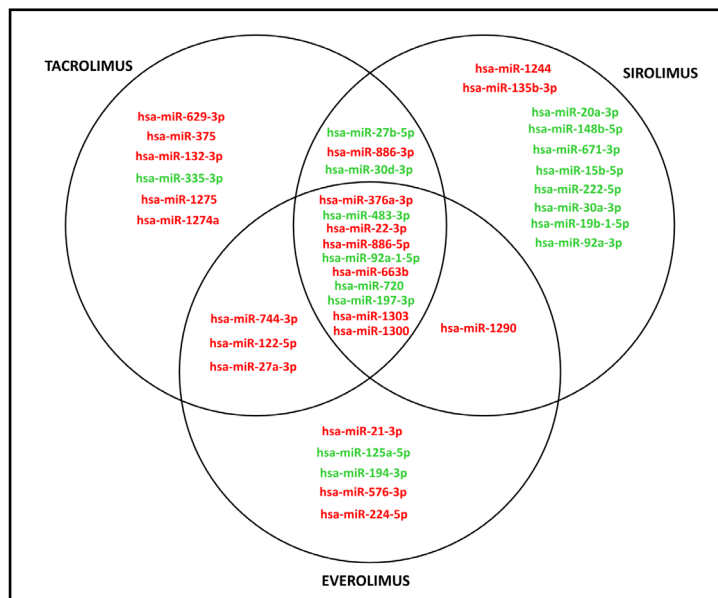 TACROLIMUS
SIROLIMUS
hsa-miR-629-3p
hsa-miR-375
hsa-miR-132-3p
hsa-miR-335-3p
hsa-miR-1275
hsa-miR-1274a
hsa-miR-27b-5p
hsa-miR-886-3p
hsa-miR-30d-3p
hsa-miR-1244
hsa-miR-135b-3p
hsa-miR-20a-3p
hsa-miR-148b-5p
hsa-miR-671-3p
hsa-miR-15b-5p
hsa-miR-222-5p
hsa-miR-30a-3p
hsa-miR-19b-1-5p
hsa-miR-92a-3p
hsa-miR-376a-3p
hsa-miR-483-3p
hsa-miR-22-3p
hsa-miR-886-5p
hsa-miR-92a-1-5p
hsa-miR-663b
hsa-miR-720
hsa-miR-197-3p
hsa-miR-1303
hsa-miR-1300
hsa-miR-744-3p
hsa-miR-122-5p
hsa-miR-27a-3p
hsa-miR-1290
hsa-miR-21-3p
hsa-miR-125a-5p
hsa-miR-194-3p
hsa-miR-576-3p
hsa-miR-224-5p
EVEROLIMUS